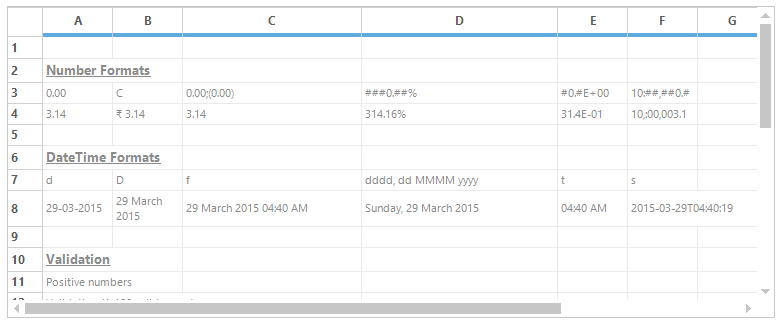 A B C D E F G
1
2 Number Formats
3 0.00 C 0.00;(0.00) ###0.##% #0.#E+00 10:##,##0.#
4 3.14 ₹ 3.14 3.14 314.16% 31.4E-01 10,:00,003.1
5
6 DateTime Formats
7 d D f dddd, dd MMMM yyyy t s
8 29-03-2015 29 March 2015 29 March 2015 04:40 AM Sunday, 29 March 2015 04:40 AM 2015-03-29T04:40:19
9
10 Validation
11 Positive numbers